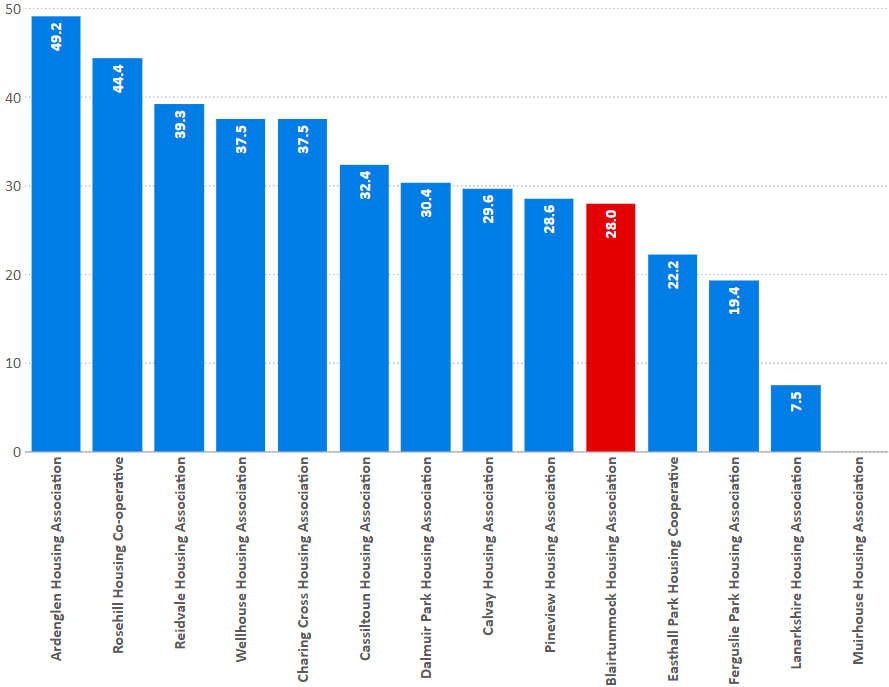 50
40
30
20
10
0
49.2
44.4
39.3
37.5
37.5
32.4
30.4
29.6
28.6
28.0
22.2
19.4
7.5
Ardenglen Housing Association
Rosehill Housing Co-operative
Reidvale Housing Association
Wellhouse Housing Association
Charing Cross Housing Association
Cassiltoun Housing Association
Dalmuir Park Housing Association
Calvay Housing Association
Pineview Housing Association
Blairtummock Housing Association
Easthall Park Housing Cooperative
Ferguslie Park Housing Association
Lanarkshire Housing Association
Muirhouse Housing Association